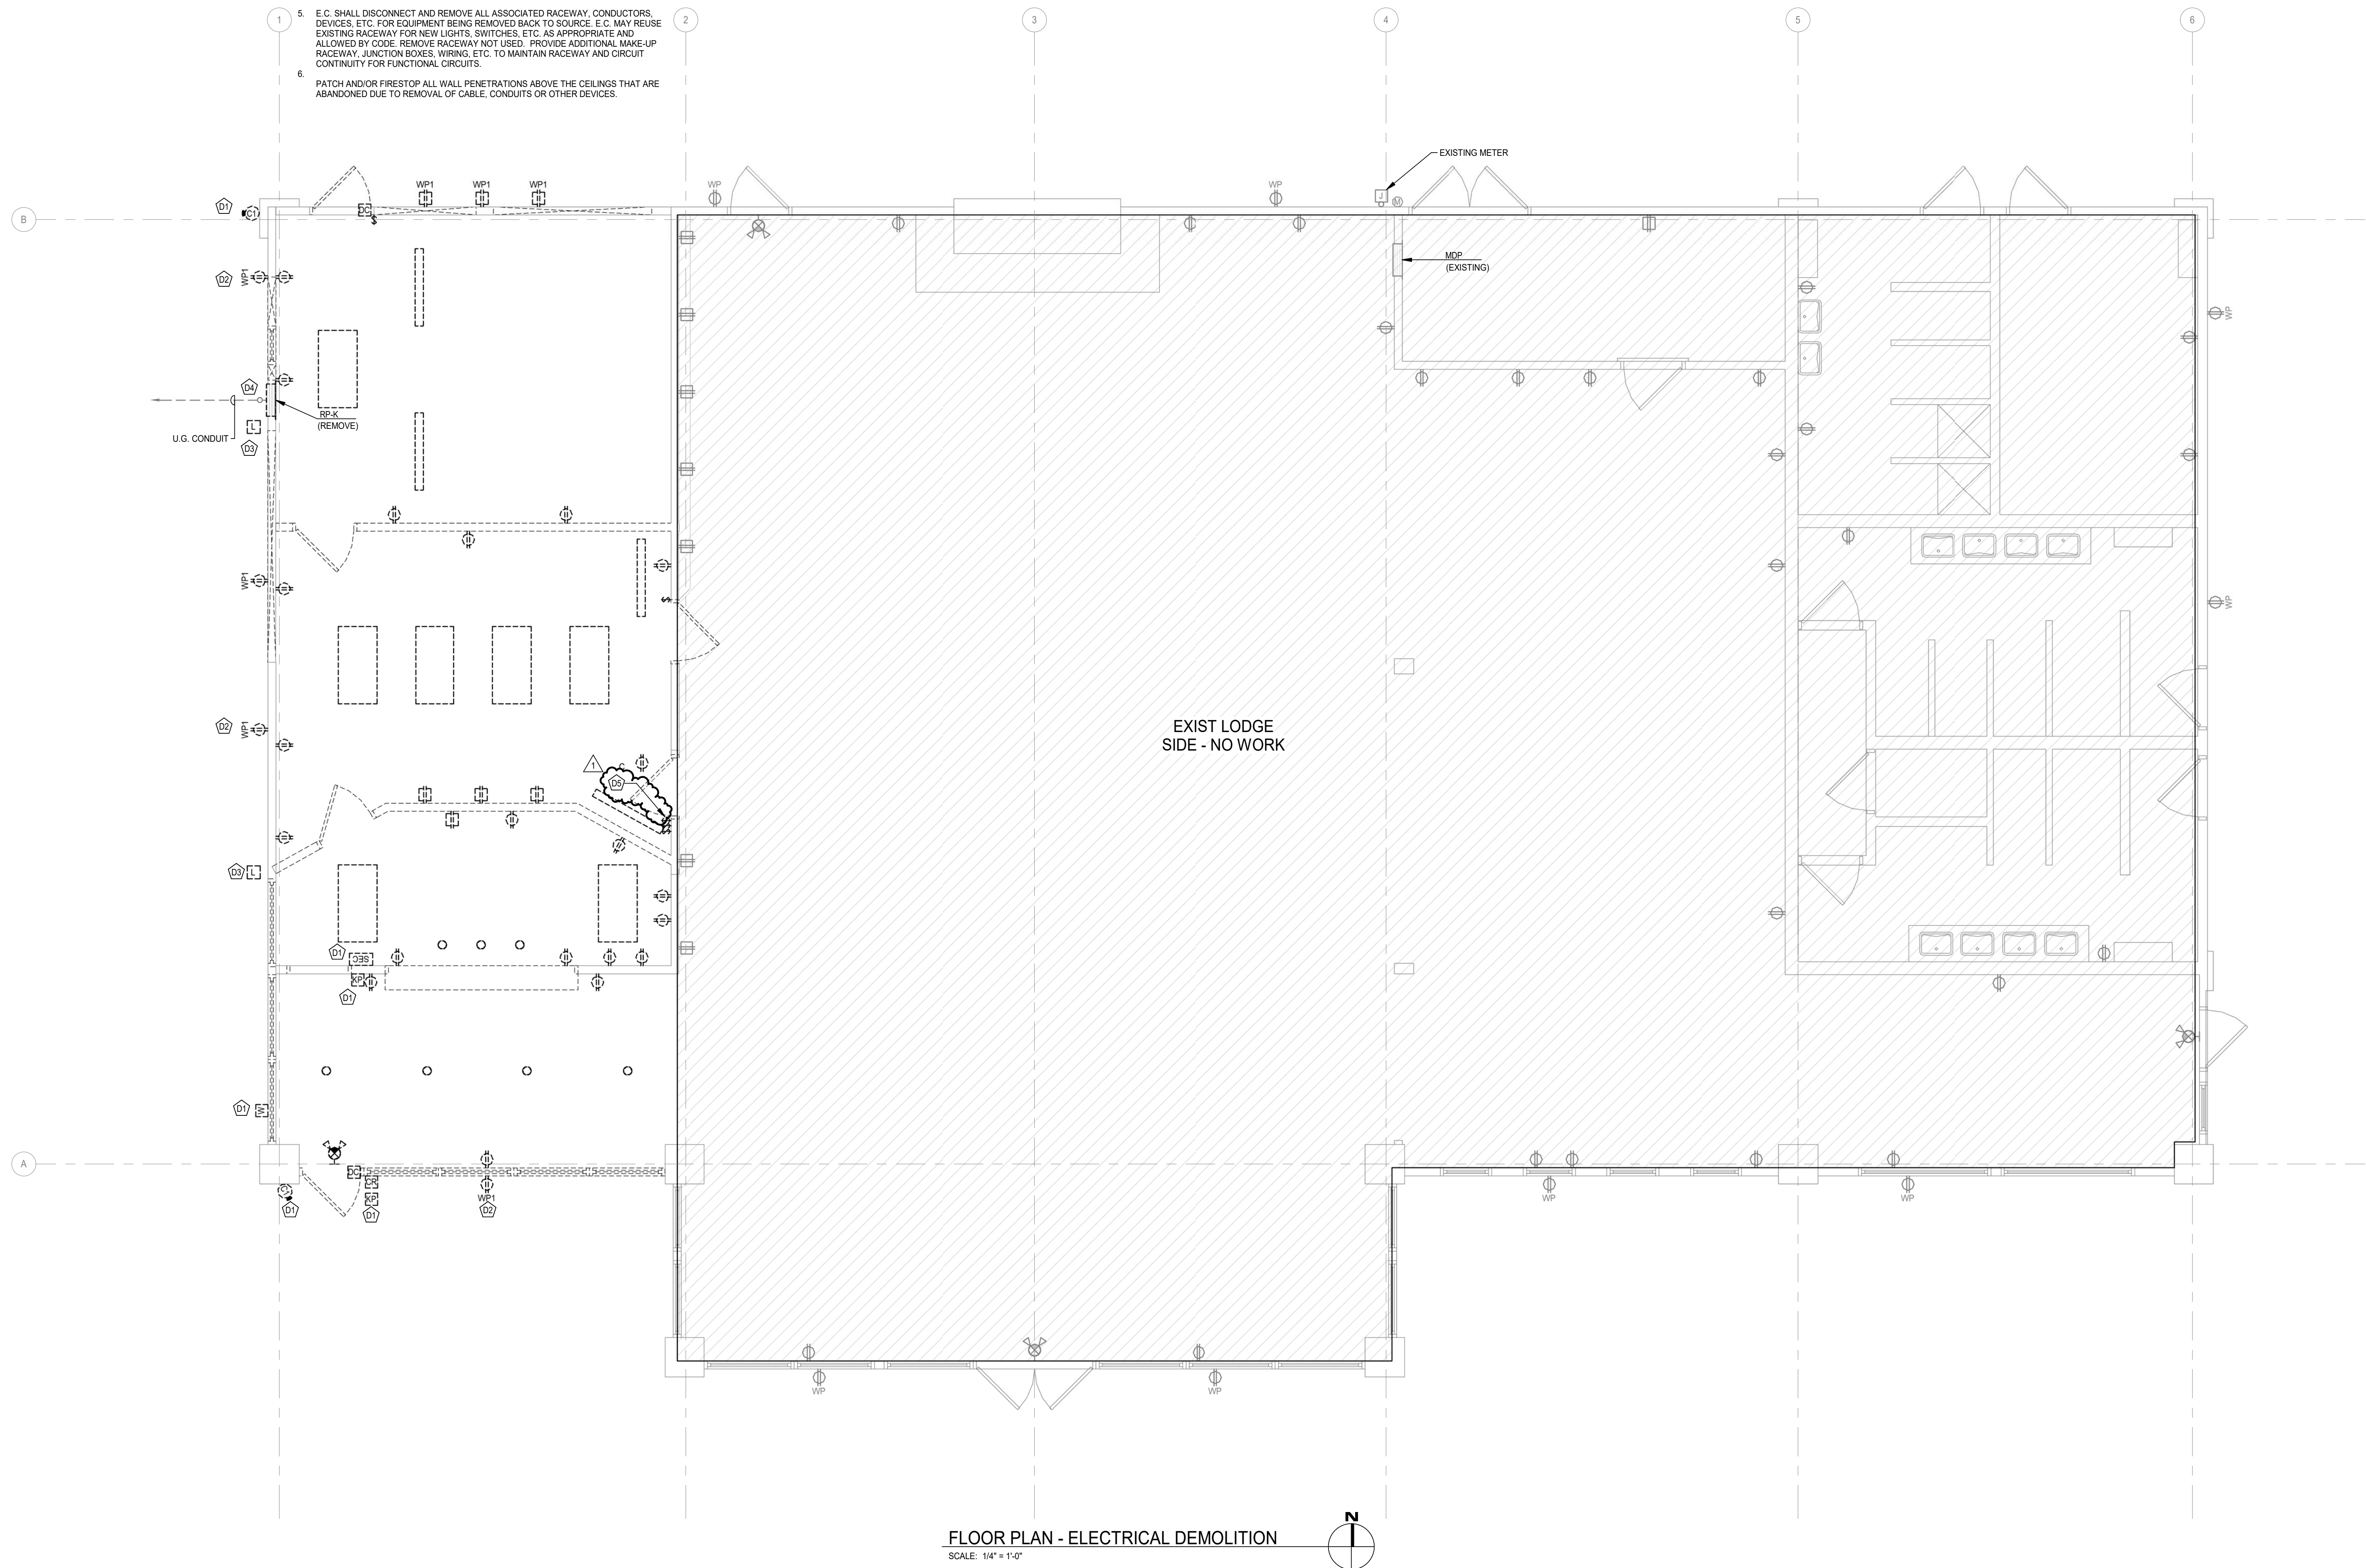 1
5. E.C. SHALL DISCONNECT AND REMOVE ALL ASSOCIATED RACEWAY, CONDUCTORS,
DEVICES, ETC. FOR EQUIPMENT BEING REMOVED BACK TO SOURCE. E.C. MAY REUSE
EXISTING RACEWAY FOR NEW LIGHTS, SWITCHES, ETC. AS APPROPRIATE AND
ALLOWED BY CODE. REMOVE RACEWAY NOT USED. PROVIDE ADDITIONAL MAKE-UP
RACEWAY, JUNCTION BOXES, WIRING, ETC. TO MAINTAIN RACEWAY AND CIRCUIT
CONTINUITY FOR FUNCTIONAL CIRCUITS.
6.
PATCH AND/OR FIRESTOP ALL WALL PENETRATIONS ABOVE THE CEILINGS THAT ARE
ABANDONED DUE TO REMOVAL OF CABLE, CONDUITS OR OTHER DEVICES.
2
3
4
5
6
EXISTING METER
WP1
WP1
WP1
WP
WP
J
M
D1
C1
DC
$
B
MDP
(EXISTING)
D2
WP1
WP
D4
RP-K
(REMOVE)
L
U.G. CONDUIT
D3
WP1
$
WP
D2
WP1
EXIST LODGE
SIDE - NO WORK
1
C
D5
D3
L
D1
SEC
KP
D1
D1
W
A
DC
CR
KP
C
D1
D1
WP1
D2
WP
WP
WP
WP
N
FLOOR PLAN - ELECTRICAL DEMOLITION
SCALE: 1/4" = 1'-0"